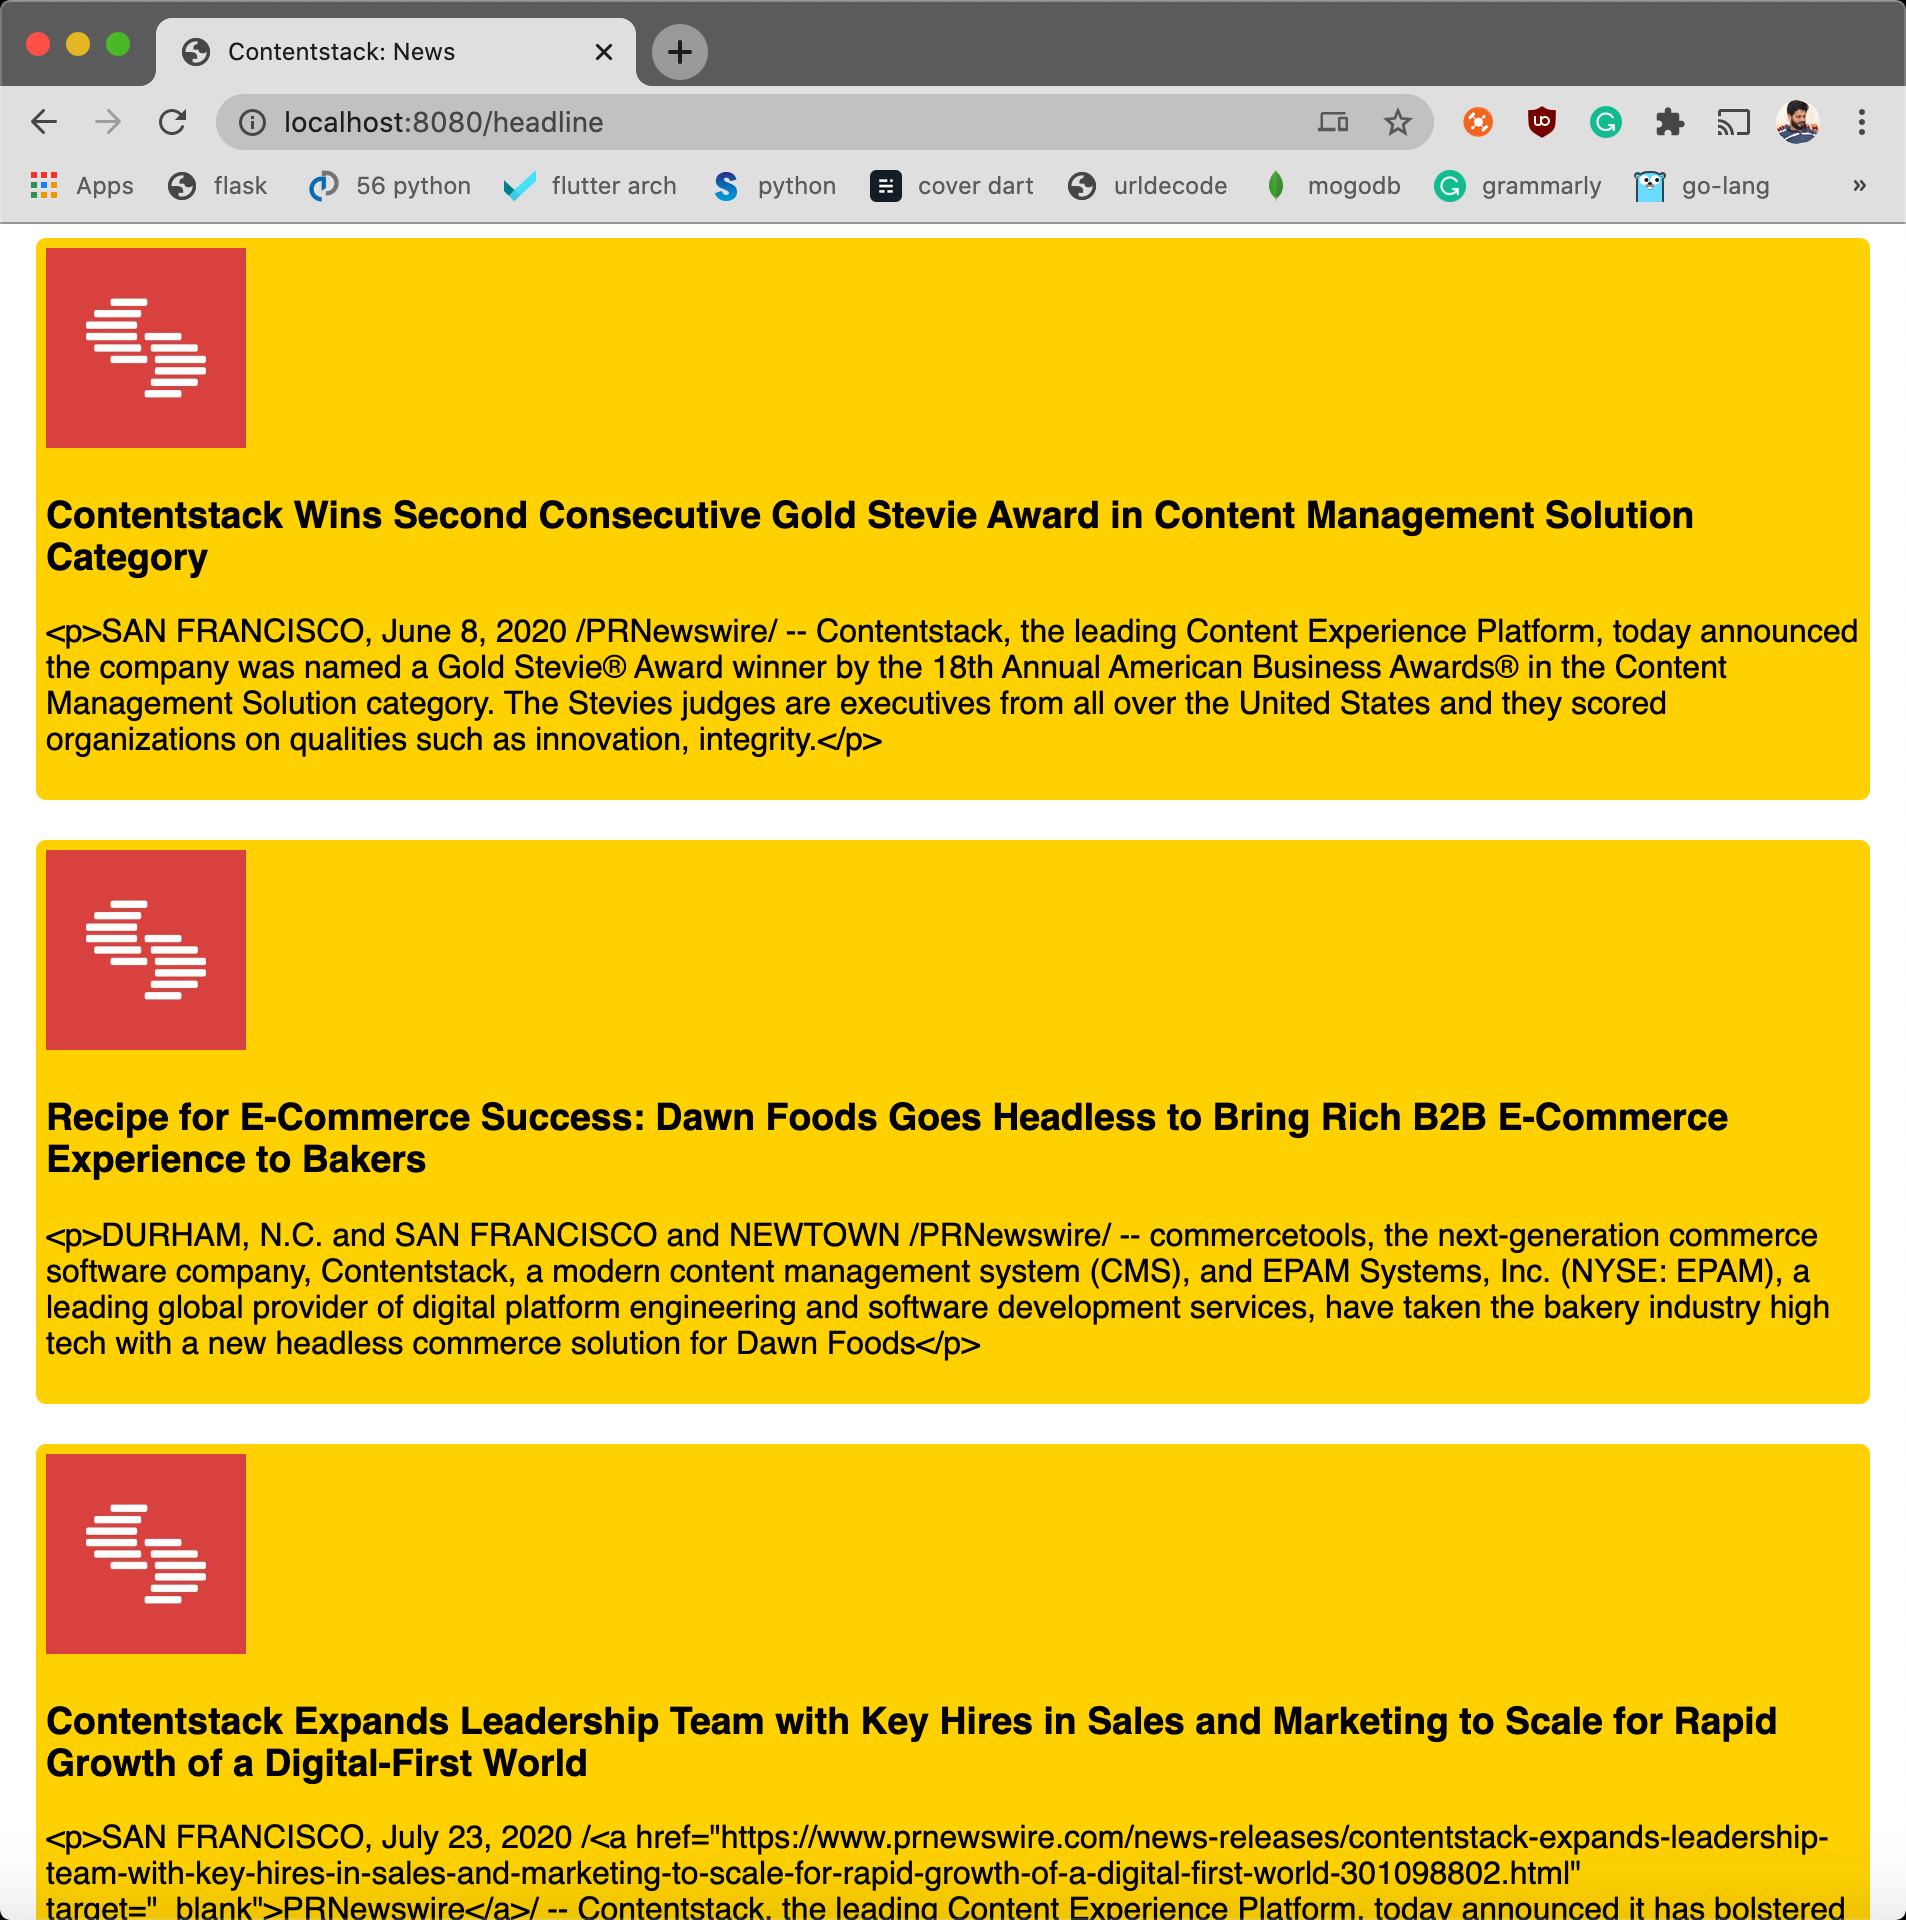 Contentstack: News
localhost:8080/headline
Apps flask 56 python flutter arch python cover dart urldecode mogodb grammarly go-lang »
Contentstack Wins Second Consecutive Gold Stevie Award in Content Management Solution
Category
<p>SAN FRANCISCO, June 8, 2020 /PRNewswire/ -- Contentstack, the leading Content Experience Platform, today announced
the company was named a Gold Stevie® Award winner by the 18th Annual American Business Awards® in the Content
Management Solution category. The Stevies judges are executives from all over the United States and they scored
organizations on qualities such as innovation, integrity.</p>
Recipe for E-Commerce Success: Dawn Foods Goes Headless to Bring Rich B2B E-Commerce
Experience to Bakers
<p>DURHAM, N.C. and SAN FRANCISCO and NEWTOWN /PRNewswire/ -- commercetools, the next-generation commerce
software company, Contentstack, a modern content management system (CMS), and EPAM Systems, Inc. (NYSE: EPAM), a
leading global provider of digital platform engineering and software development services, have taken the bakery industry high
tech with a new headless commerce solution for Dawn Foods</p>
Contentstack Expands Leadership Team with Key Hires in Sales and Marketing to Scale for Rapid
Growth of a Digital-First World
<p>SAN FRANCISCO, July 23, 2020 /<a href="https://www.prnewswire.com/news-releases/contentstack-expands-leadership-
team-with-key-hires-in-sales-and-marketing-to-scale-for-rapid-growth-of-a-digital-first-world-301098802.html"
target="_blank">PRNewswire</a>/ -- Contentstack, the leading Content Experience Platform, today announced it has bolstered